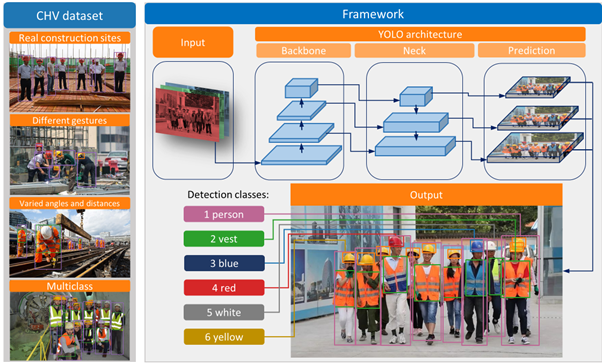 CHV dataset
Real construction sites
Different gestures
Varied angles and distances
Multiclass
Framework
Input
YOLO architecture
Backbone
Neck
Prediction
Detection classes:
1 person
2 vest
3 blue
4 red
5 white
6 yellow
Output